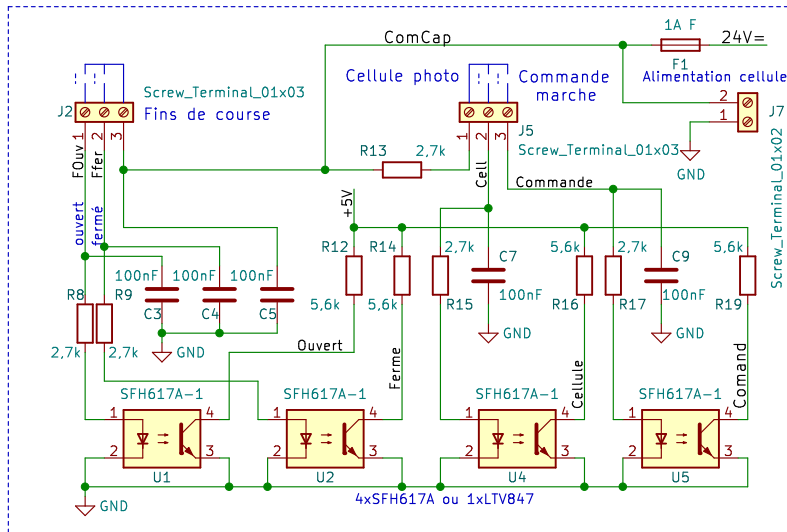 1A F
ComCap
24V=
F1
Cellule photo
Commande
marche
Alimentation cellule
Screw_Terminal_01x03
J2
Fins de course
2
1
J7
1
2
3
1
2
3
J5
Screw_Terminal_01x03
R13
2,7k
FOuv
Ffer
Cell
GND
Screw_Terminal_01x02
Commande
+5V
ouvert
fermé
R12
R14
2,7k
C7
5,6k
2,7k
C9
5,6k
100nF
100nF
100nF
R8
R9
C3
C4
C5
5,6k
5,6k
R15
100nF
R16
R17
100nF
R19
GND
GND
GND
2,7k
2,7k
Ouvert
Ferme
Cellule
Comand
SFH617A-1
SFH617A-1
SFH617A-1
SFH617A-1
1
4
1
4
1
4
1
4
2
3
2
3
2
3
2
3
U1
U2
U4
U5
GND
4xSFH617A ou 1xLTV847